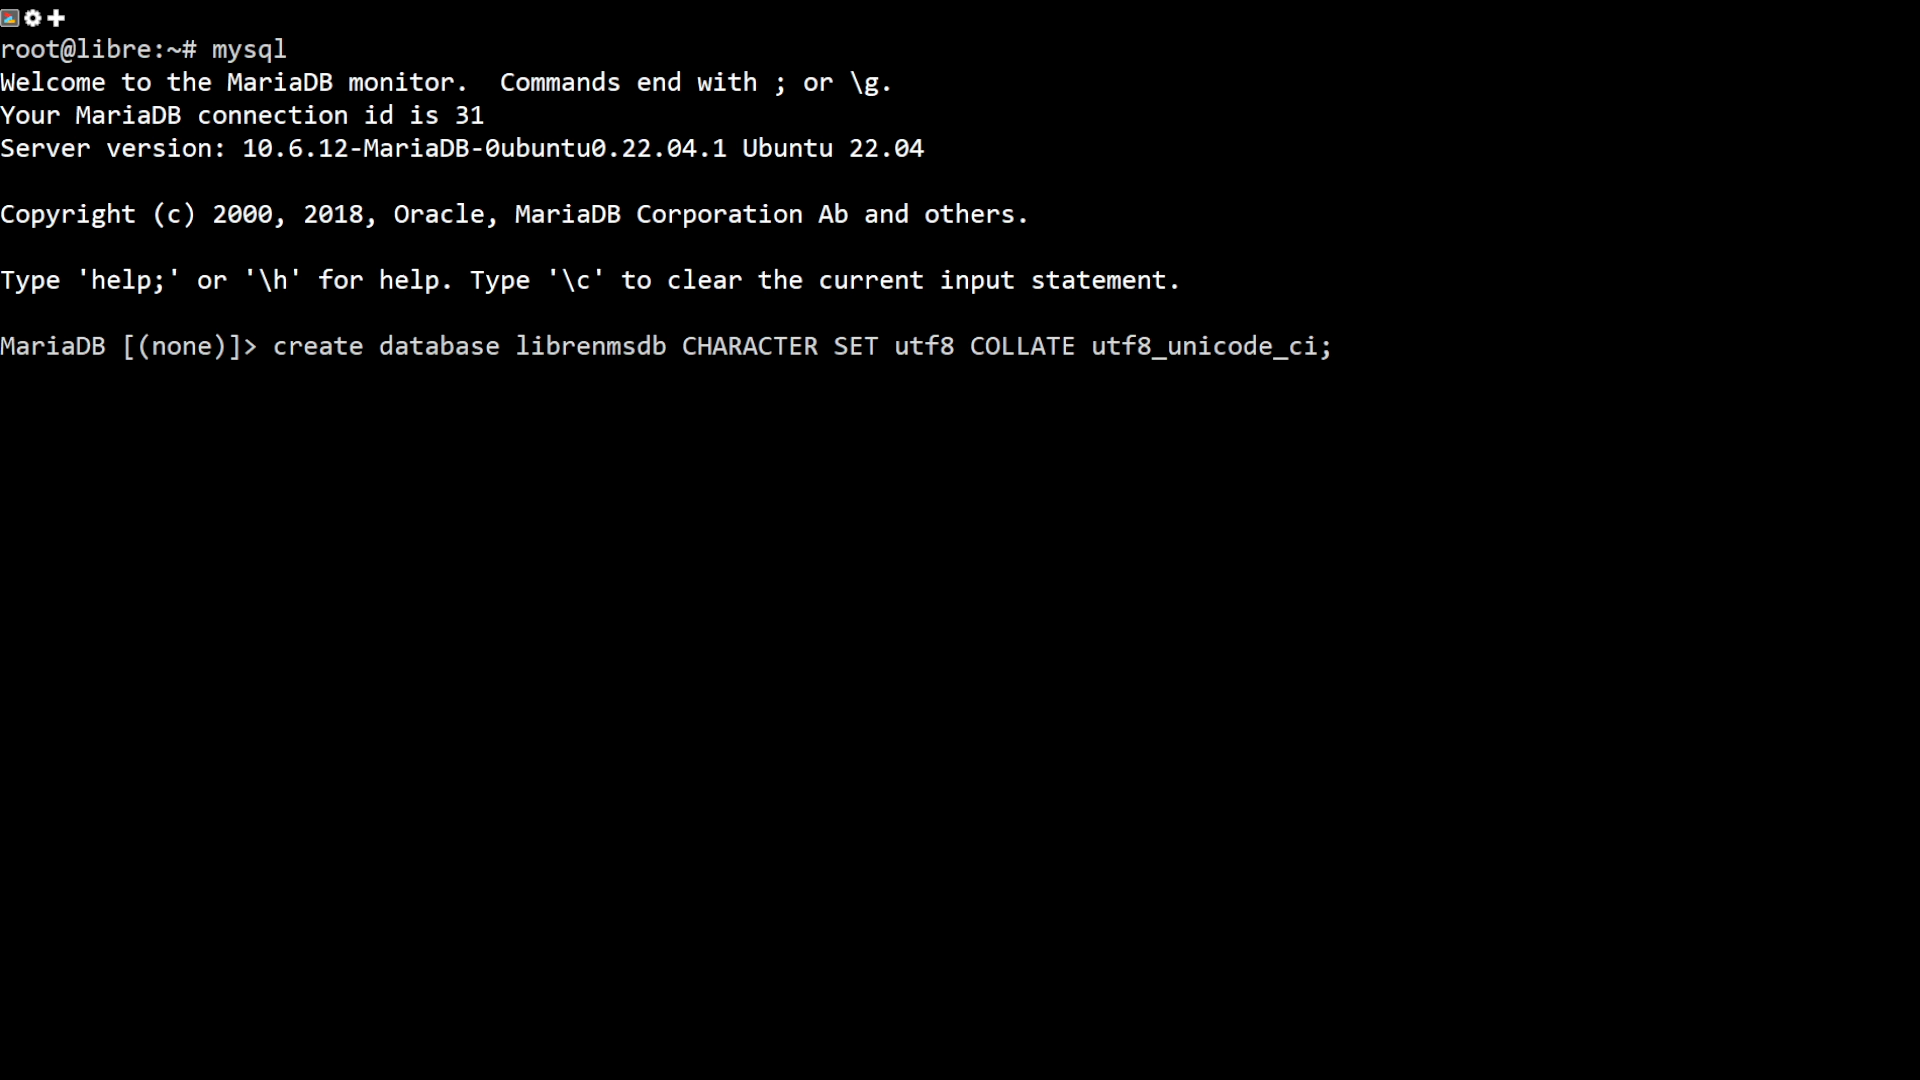 root@libre:~# mysql
Welcome to the MariaDB monitor.  Commands end with ; or \g.
Your MariaDB connection id is 31
Server version: 10.6.12-MariaDB-0ubuntu0.22.04.1 Ubuntu 22.04
Copyright (c) 2000, 2018, Oracle, MariaDB Corporation Ab and others.
Type 'help;' or '\h' for help. Type '\c' to clear the current input statement.
MariaDB [(none)]> create database librenmsdb CHARACTER SET utf8 COLLATE utf8_unicode_ci;